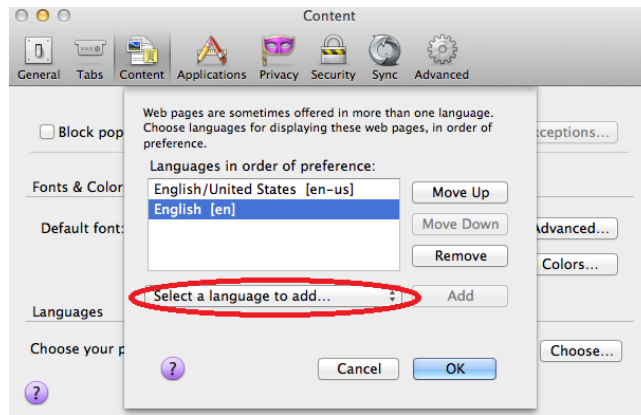 Content
General Tabs Content Applications Privacy Security Sync Advanced
Web pages are sometimes offered in more than one language.
Choose languages for displaying these web pages, in order of
preference.
Block pop
ceptions...
Languages in order of preference:
Fonts & Color
English/United States [en-us]
Move Up
English [en]
Default font:
Move Down
Advanced...
Remove
Colors...
Select a language to add...
Add
Languages
Choose your p
Choose...
?
Cancel
OK
?